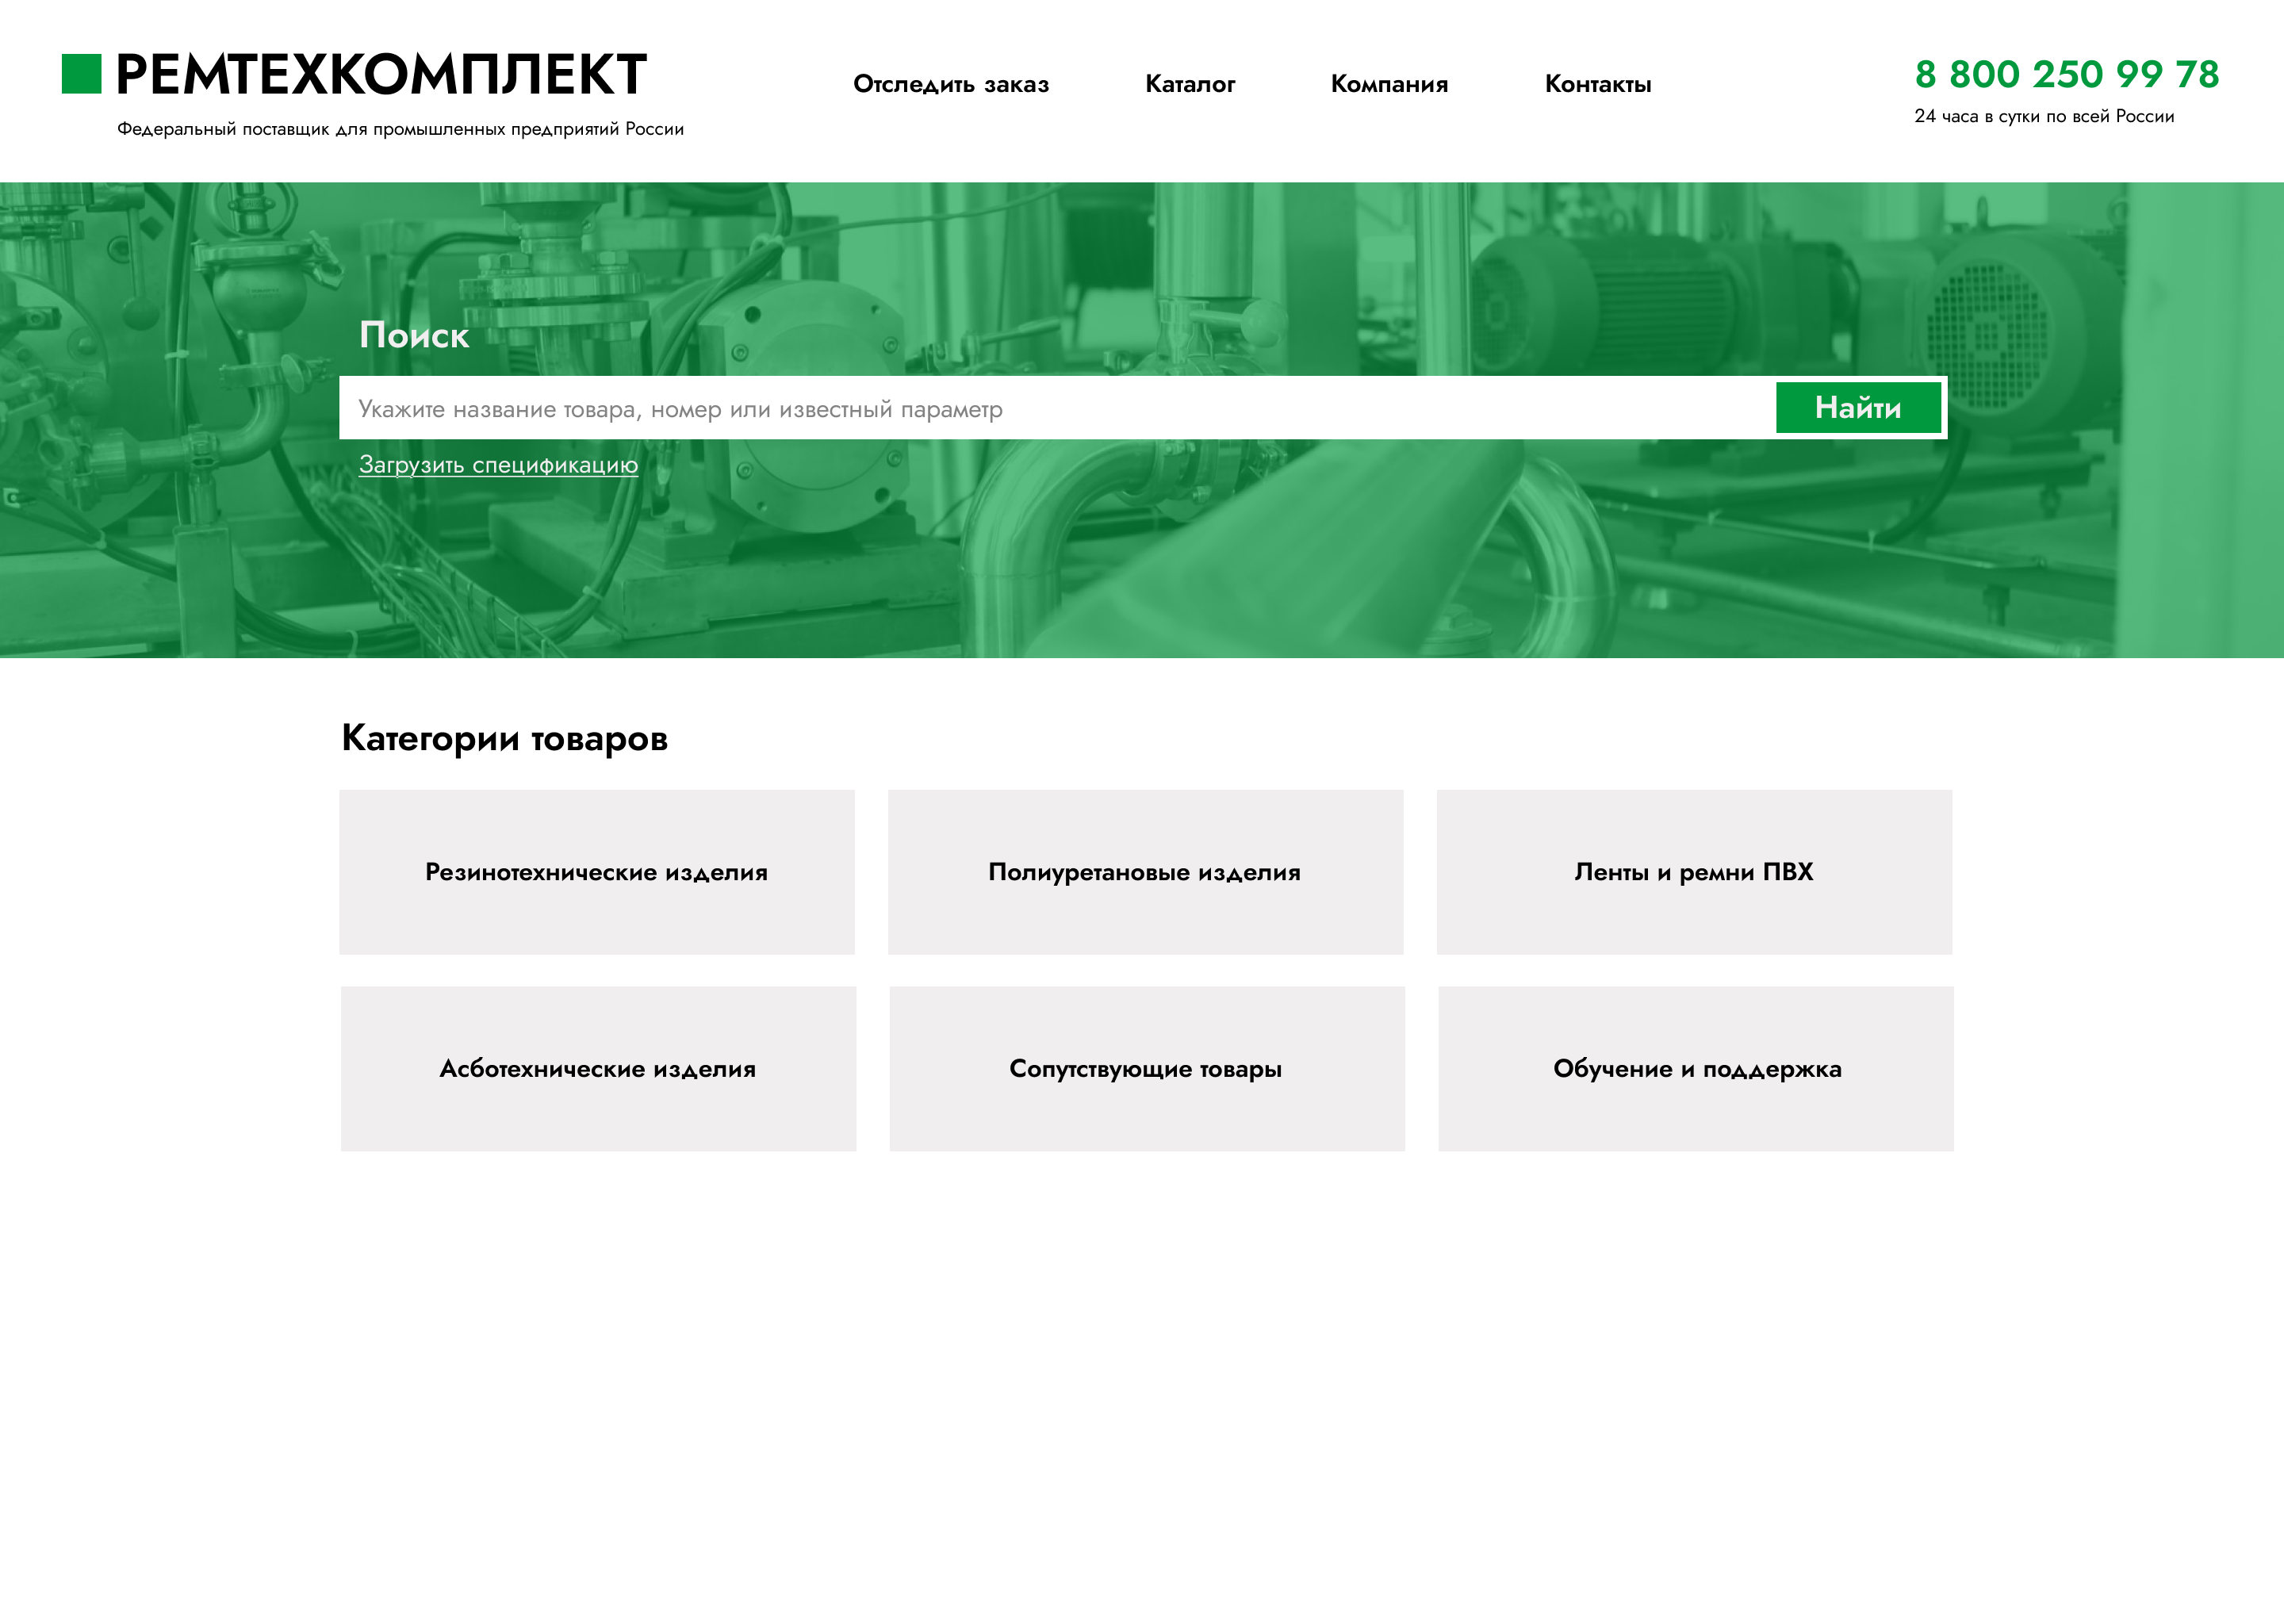 РЕМТЕХКОМПЛЕКТ
Федеральный поставщик для промышленных предприятий России
Отследить заказ
Каталог
Компания
Контакты
8 800 250 99 78
24 часа в сутки по всей России
Поиск
Укажите название товара, номер или известный параметр
Найти
Загрузить спецификацию
Категории товаров
Резинотехнические изделия
Полиуретановые изделия
Ленты и ремни ПВХ
Асботехнические изделия
Сопутствующие товары
Обучение и поддержка